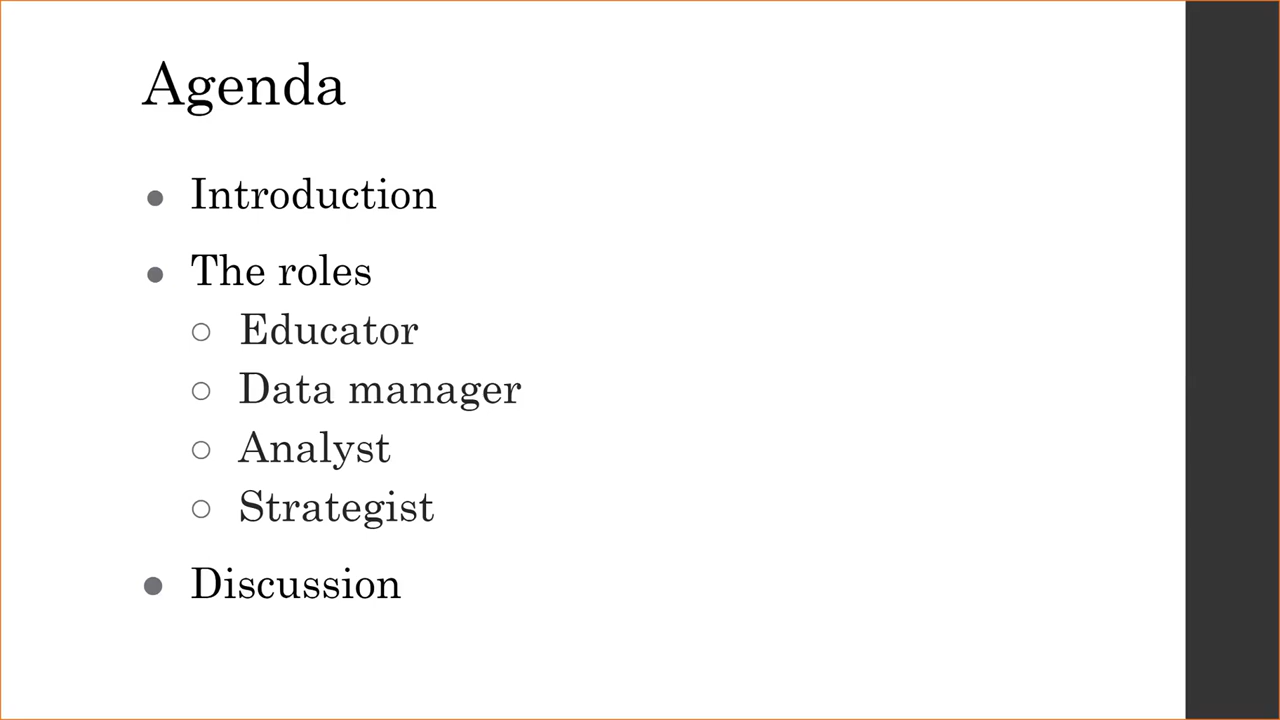 Agenda
Introduction
The roles
Educator
Data manager
Analyst
Strategist
Discussion